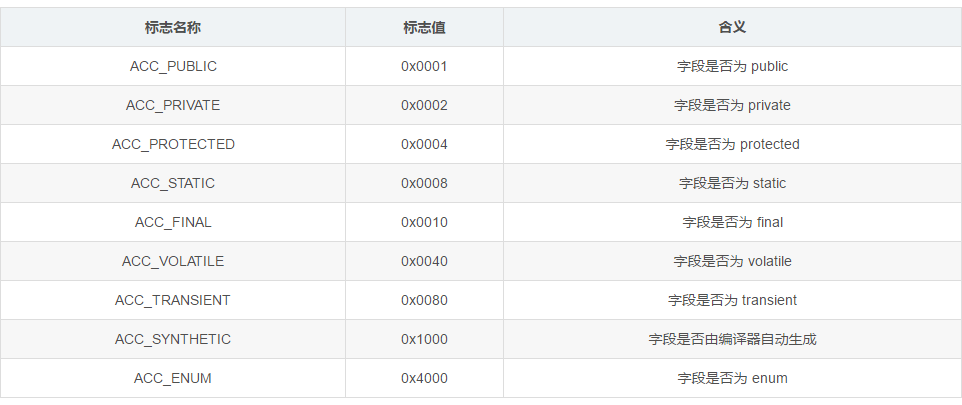 标志名称 标志值 含义
ACC_PUBLIC 0x0001 字段是否为 public
ACC_PRIVATE 0x0002 字段是否为 private
ACC_PROTECTED 0x0004 字段是否为 protected
ACC_STATIC 0x0008 字段是否为 static
ACC_FINAL 0x0010 字段是否为 final
ACC_VOLATILE 0x0040 字段是否为 volatile
ACC_TRANSIENT 0x0080 字段是否为 transient
ACC_SYNTHETIC 0x1000 字段是否由编译器自动生成
ACC_ENUM 0x4000 字段是否为 enum